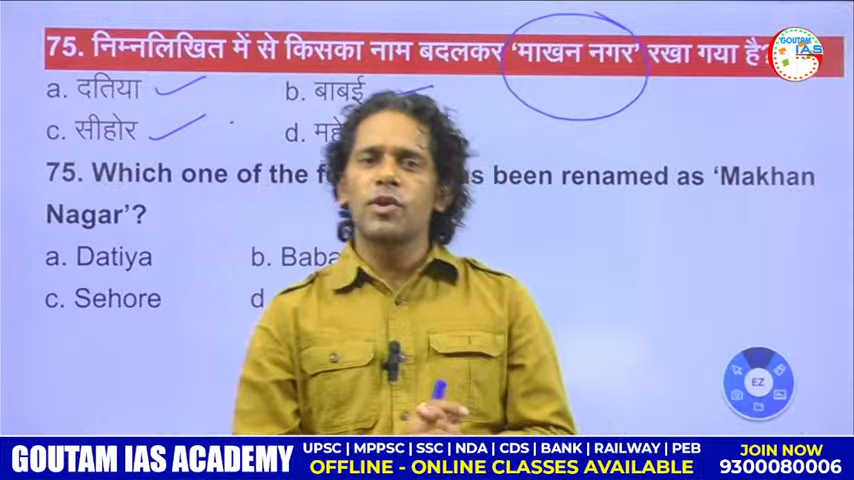 75. निम्नलिखित में से किसका नाम बदलकर 'माखन नगर' रखा गया है?
a. दतिया b. बाबई
c. सीहोर d.
75. Which one of the has been renamed as 'Makhan
Nagar'?
a. Datiya b.
c. Sehore d
GOUTAM
IAS
EZ
GOUTAM IAS ACADEMY
UPSC | MPPSC | SSC | NDA | CDS | BANK | RAILWAY | PEB
OFFLINE - ONLINE CLASSES AVAILABLE
JOIN NOW
9300080006